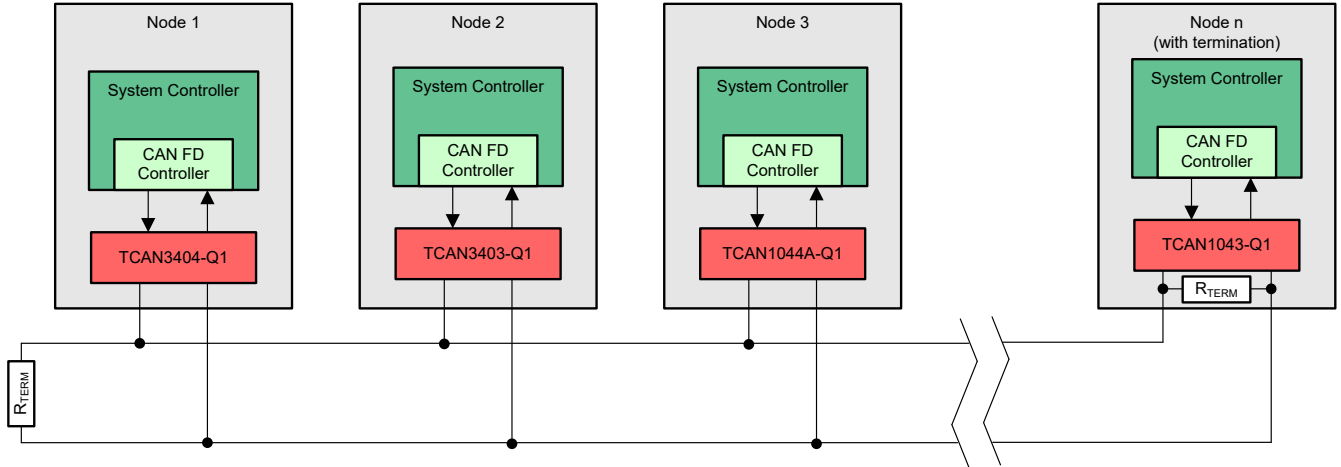 Node 1
System Controller
CAN FD
Controller
TCAN3404-Q1
Node 2
System Controller
CAN FD
Controller
TCAN3403-Q1
Node 3
System Controller
CAN FD
Controller
TCAN1044A-Q1
Node n
(with termination)
System Controller
CAN FD
Controller
TCAN1043-Q1
RTERM
RTERM